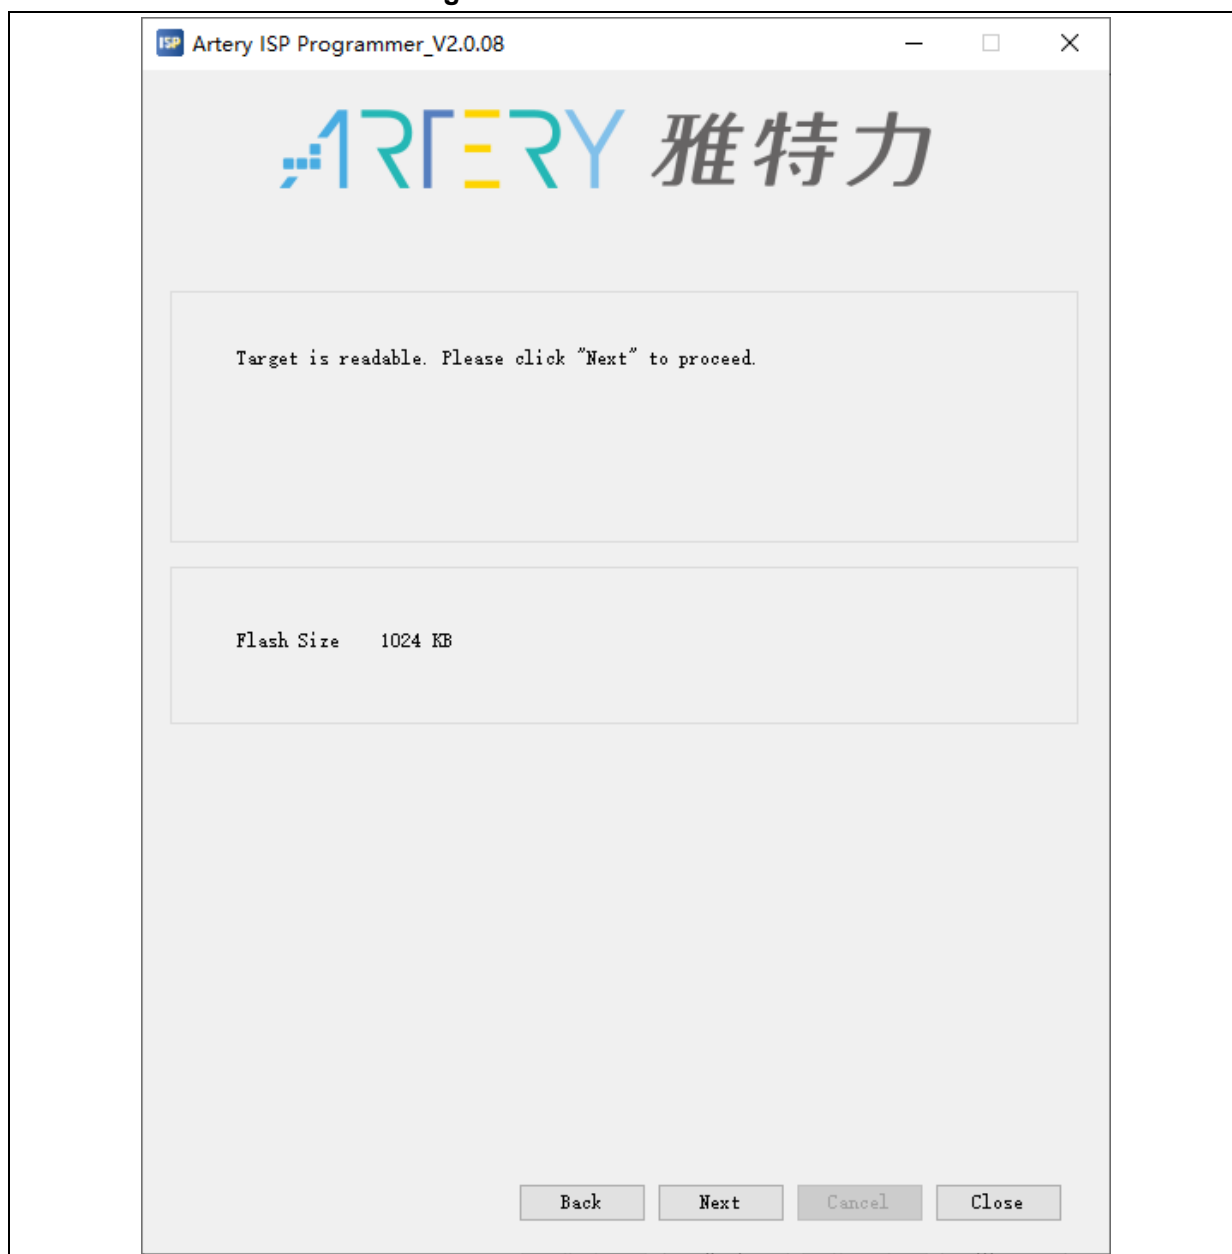 ISP Artery ISP Programmer_V2.0.08
ARTERY 雅特力
Target is readable. Please click "Next" to proceed.
Flash Size 1024 KB
Back Next Cancel Close